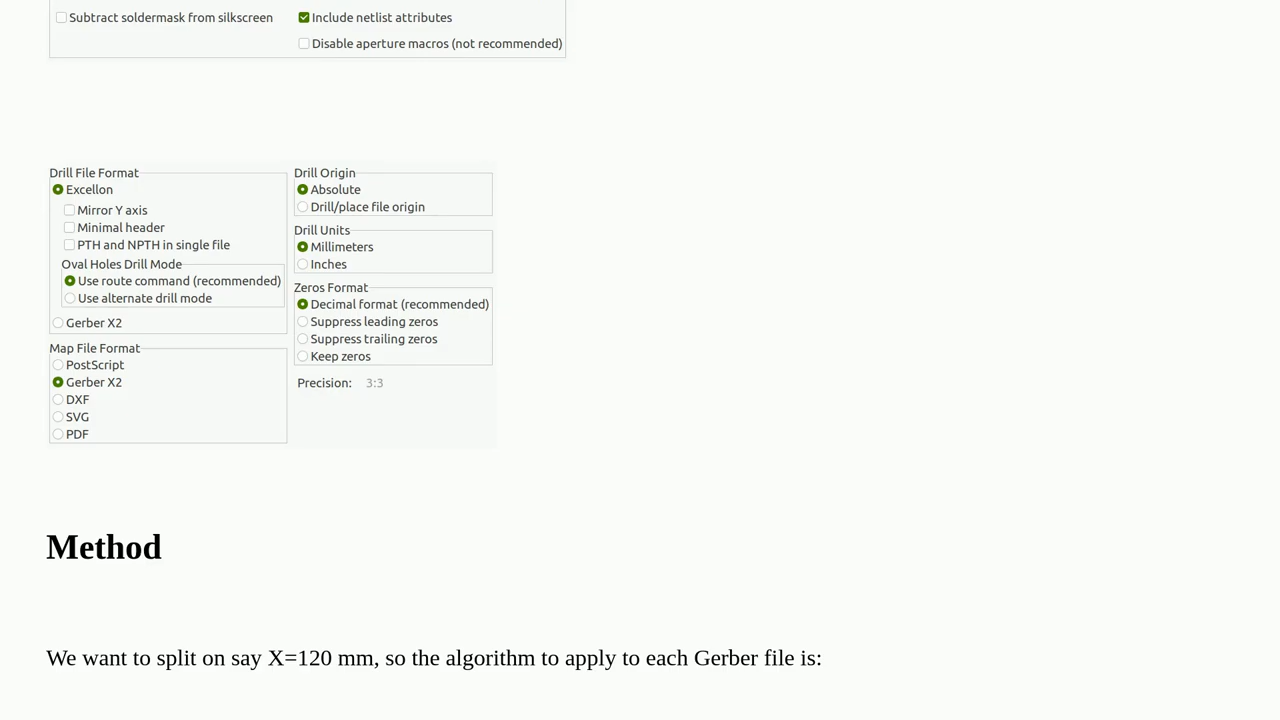 Subtract soldermask from silkscreen
Include netlist attributes
Disable aperture macros (not recommended)
Drill File Format
Excellon
Mirror Y axis
Minimal header
PTH and NPTH in single file
Oval Holes Drill Mode
Use route command (recommended)
Use alternate drill mode
Gerber X2
Map File Format
PostScript
Gerber X2
DXF
SVG
PDF
Drill Origin
Absolute
Drill/place file origin
Drill Units
Millimeters
Inches
Zeros Format
Decimal format (recommended)
Suppress leading zeros
Suppress trailing zeros
Keep zeros
Precision: 3:3
Method
We want to split on say X=120 mm, so the algorithm to apply to each Gerber file is: